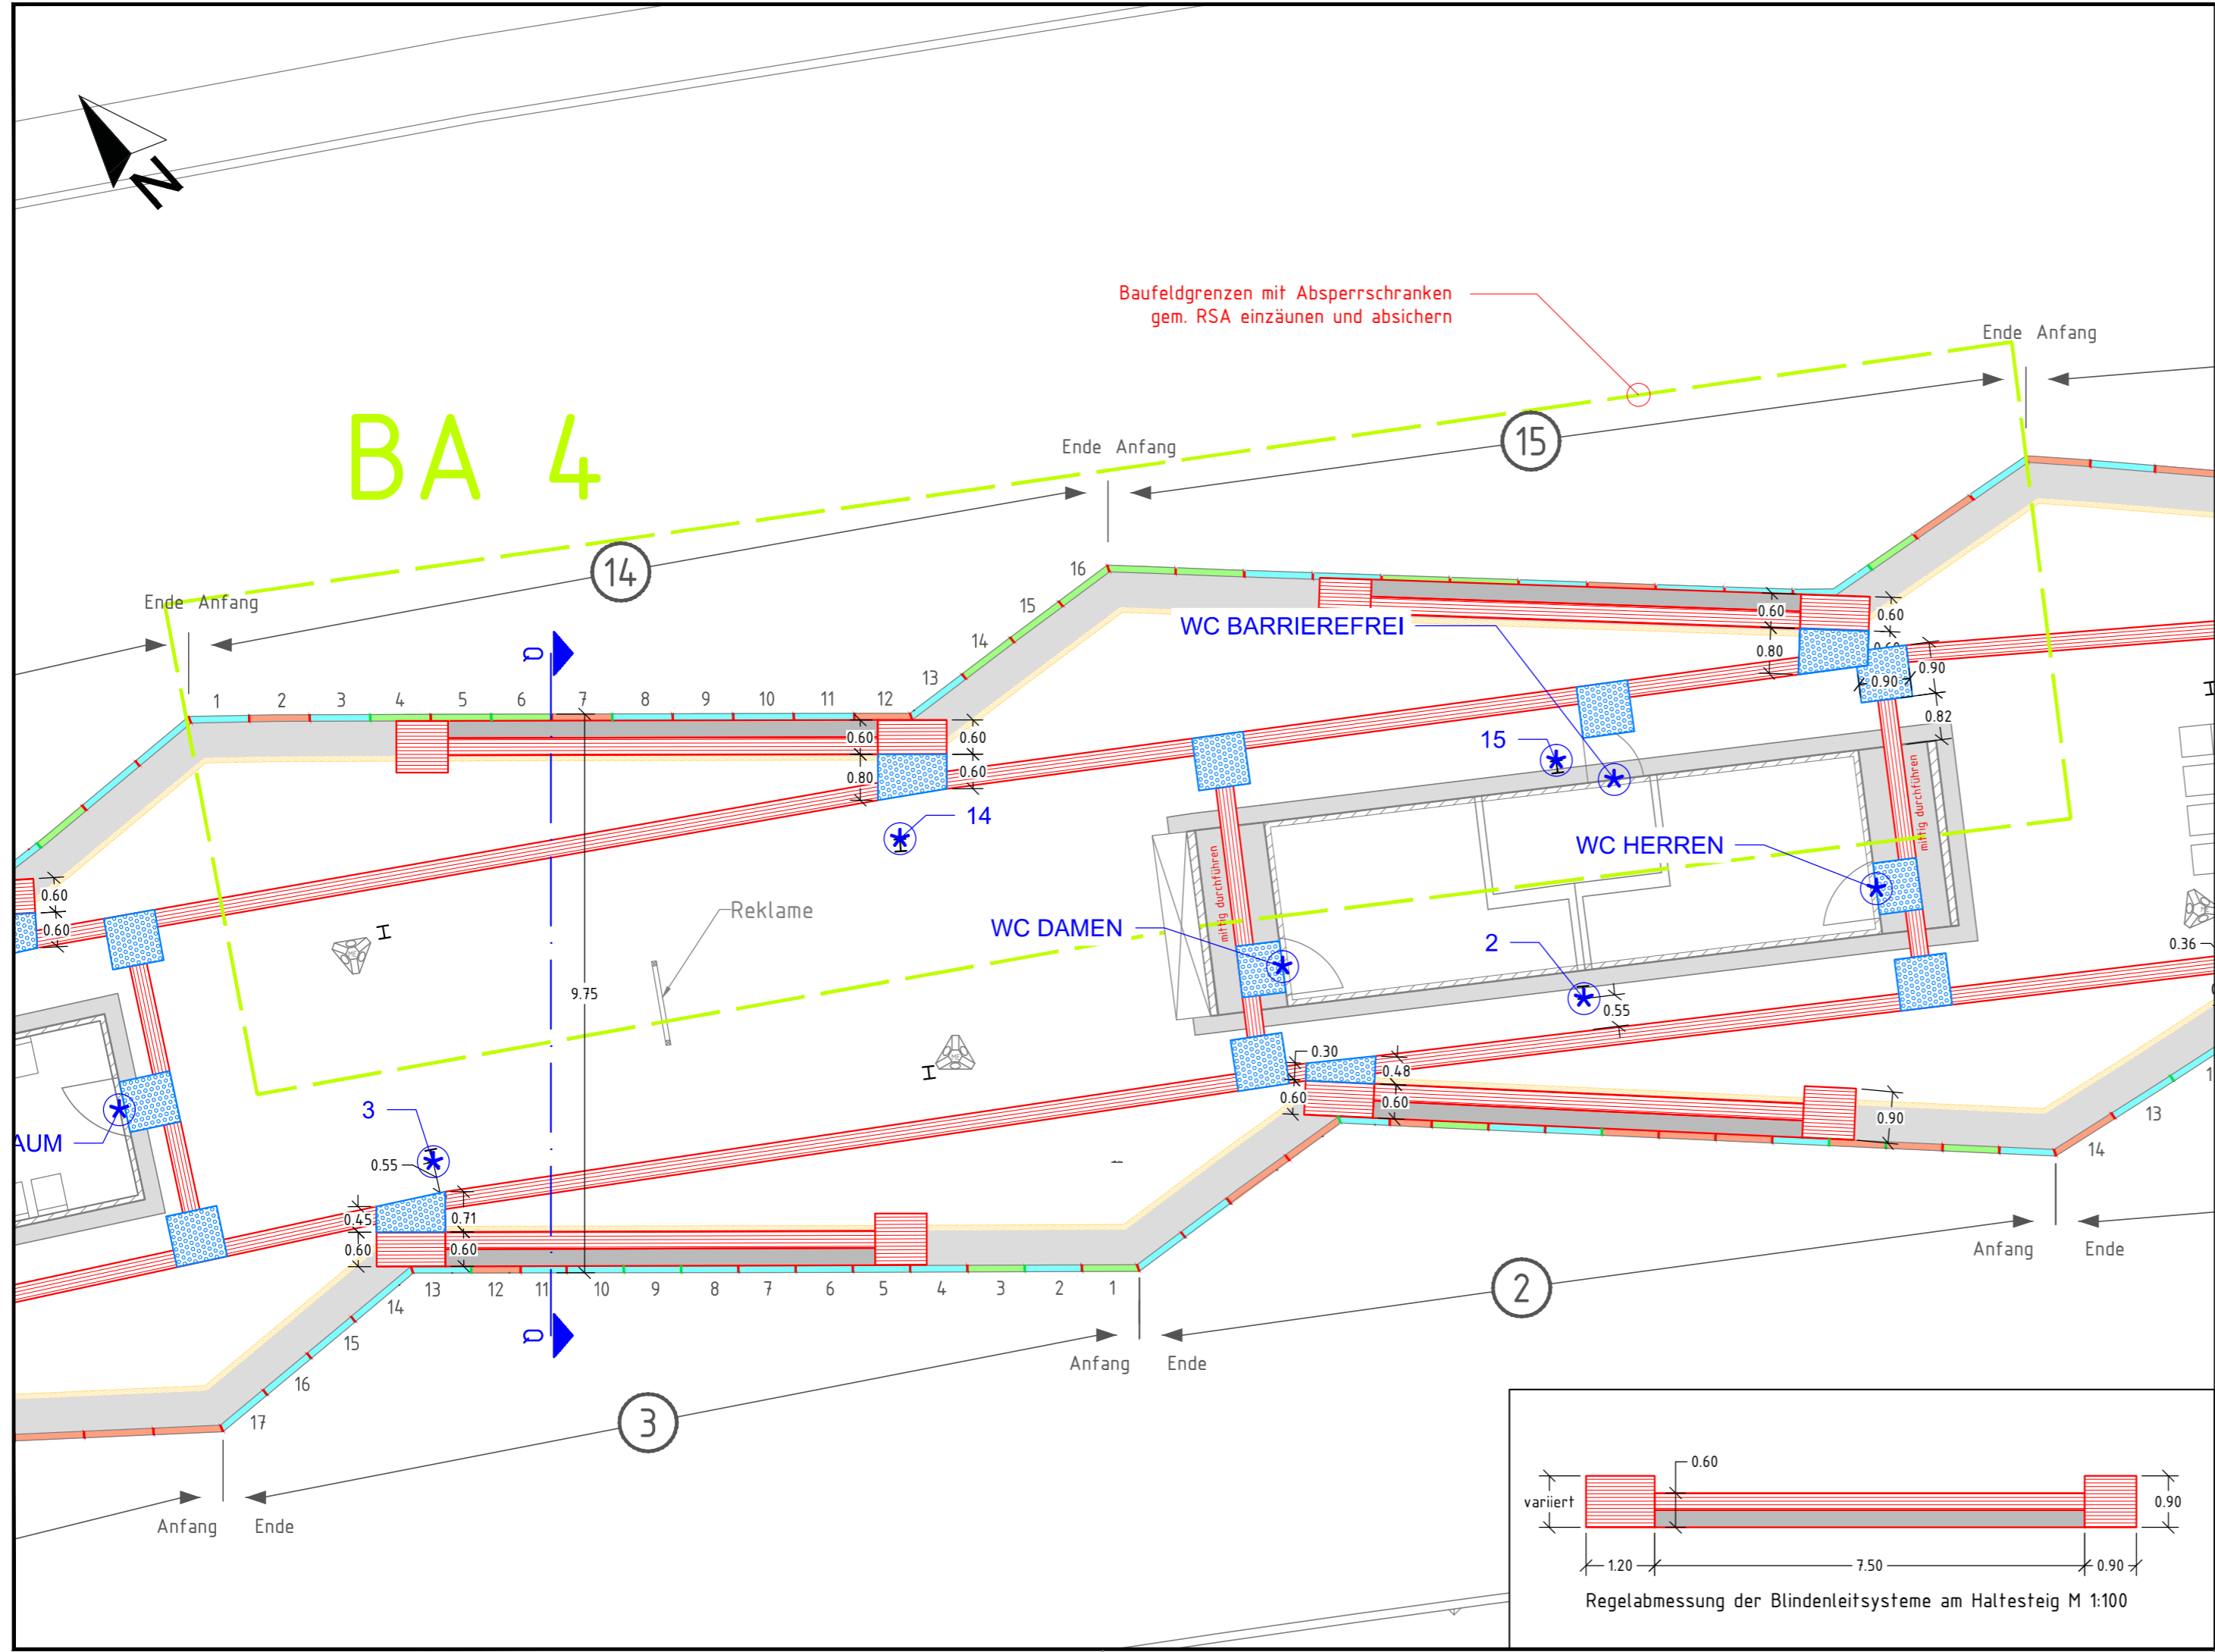 N
Baufeldgrenzen mit Absperrschranken
gem. RSA einzäunen und absichern
Ende Anfang
BA 4
15
Ende Anfang
14
Ende Anfang
16
15
14
13
1 2 3 4 5 6 7 8 9 10 11 12
Q
WC BARRIEREFREI
0.60
0.60
0.80
0.90
0.90
0.82
0.60
0.60
0.80
0.60
15
14
mittig durchführen
mittig durchführen
WC HERREN
WC DAMEN
2
0.55
0.60
0.60
Reklame
9.75
0.36
3
0.55
AUM
0.30
0.48
0.60
0.60
0.90
0.45
0.71
0.60
0.60
13
14
13 12 11 10 9 8 7 6 5 4 3 2 1
14
15
16
17
Q
2
Anfang Ende
Anfang Ende
3
Anfang Ende
0.60
variiert
0.90
1.20 7.50 0.90
Regelabmessung der Blindenleitsysteme am Haltesteig M 1:100